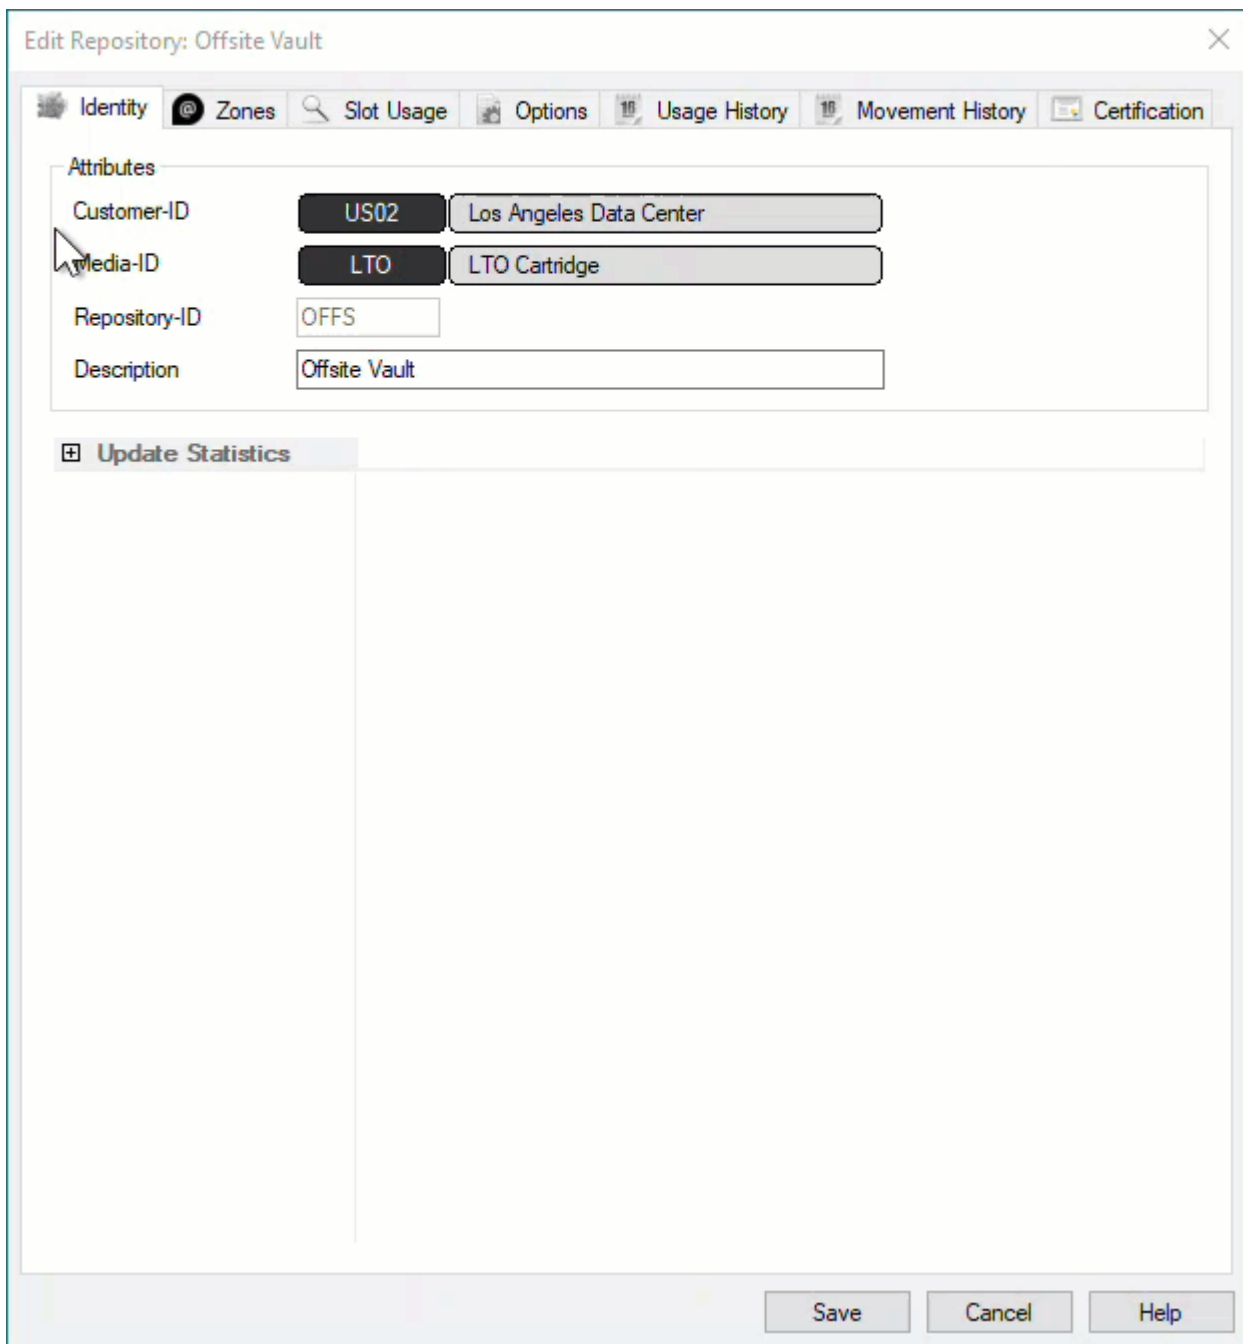 Edit Repository: Offsite Vault
Identity Zones Slot Usage Options Usage History Movement History Certification
Attributes
Customer-ID US02 Los Angeles Data Center
Media-ID LTO LTO Cartridge
Repository-ID OFFS
Description Offsite Vault
Update Statistics
Save Cancel Help